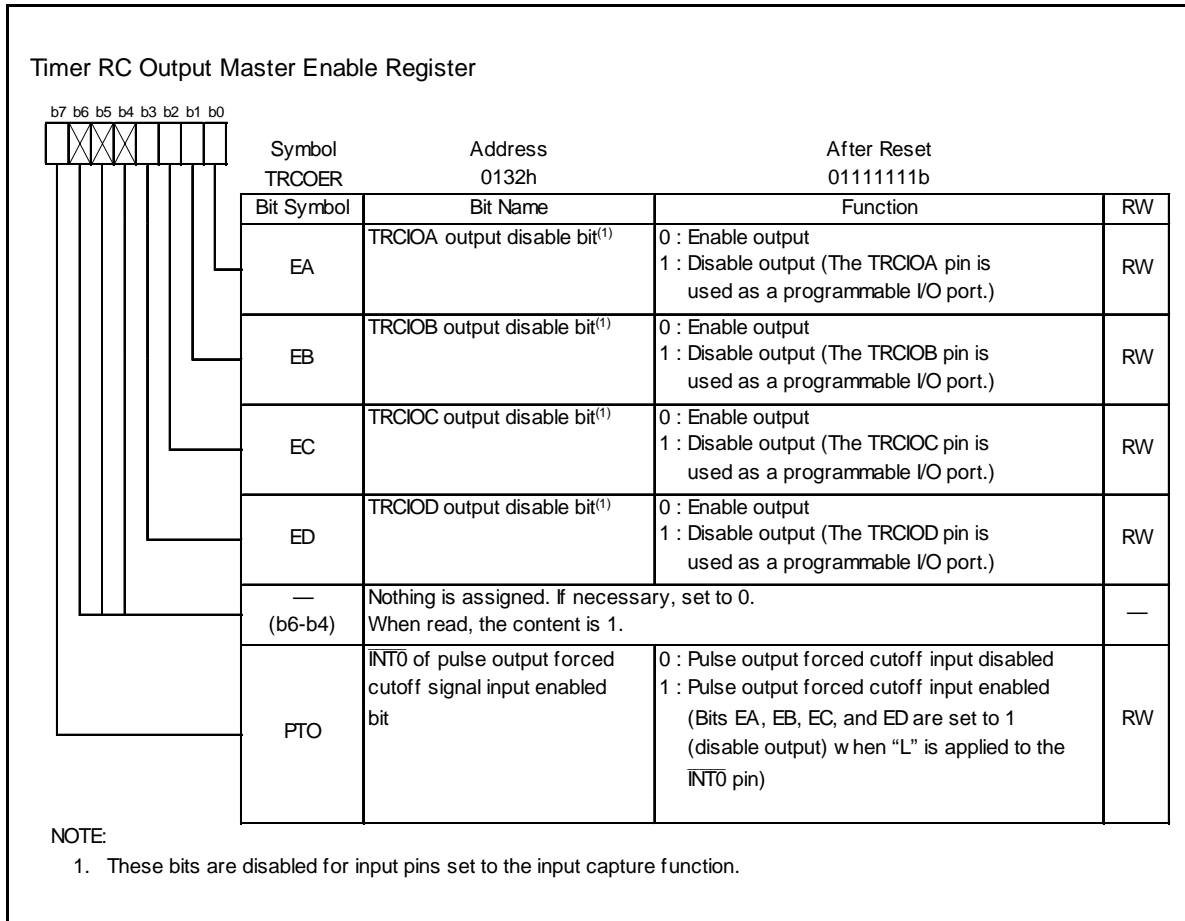 Timer RC Output Master Enable Register
b7 b6 b5 b4 b3 b2 b1 b0
Symbol Address After Reset
TRCOER 0132h 01111111b
Bit Symbol Bit Name Function RW
EA TRCIOA output disable bit(1) 0 : Enable output
1 : Disable output (The TRCIOA pin is
used as a programmable I/O port.) RW
EB TRCIOB output disable bit(1) 0 : Enable output
1 : Disable output (The TRCIOB pin is
used as a programmable I/O port.) RW
EC TRCIOC output disable bit(1) 0 : Enable output
1 : Disable output (The TRCIOC pin is
used as a programmable I/O port.) RW
ED TRCIOD output disable bit(1) 0 : Enable output
1 : Disable output (The TRCIOD pin is
used as a programmable I/O port.) RW
— Nothing is assigned. If necessary, set to 0.
(b6-b4) When read, the content is 1. —
PTO INT0 of pulse output forced 0 : Pulse output forced cutoff input disabled
cutoff signal input enabled 1 : Pulse output forced cutoff input enabled
bit (Bits EA, EB, EC, and ED are set to 1 RW
(disable output) when “L” is applied to the
INT0 pin)
NOTE:
1. These bits are disabled for input pins set to the input capture function.